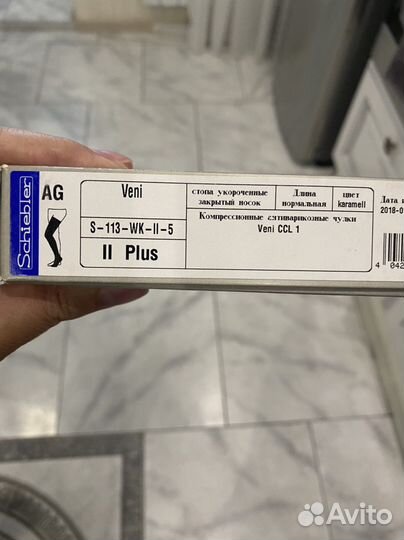 Schiebler
AG
Veni
S-113-WK-II-5
II Plus
стопа укороченные
закрытый носок
Длина
нормальная
цвет
karamell
Компрессионные антиварикозные чулки
Veni CCL 1
Дата
2018-0
4 042
Avito